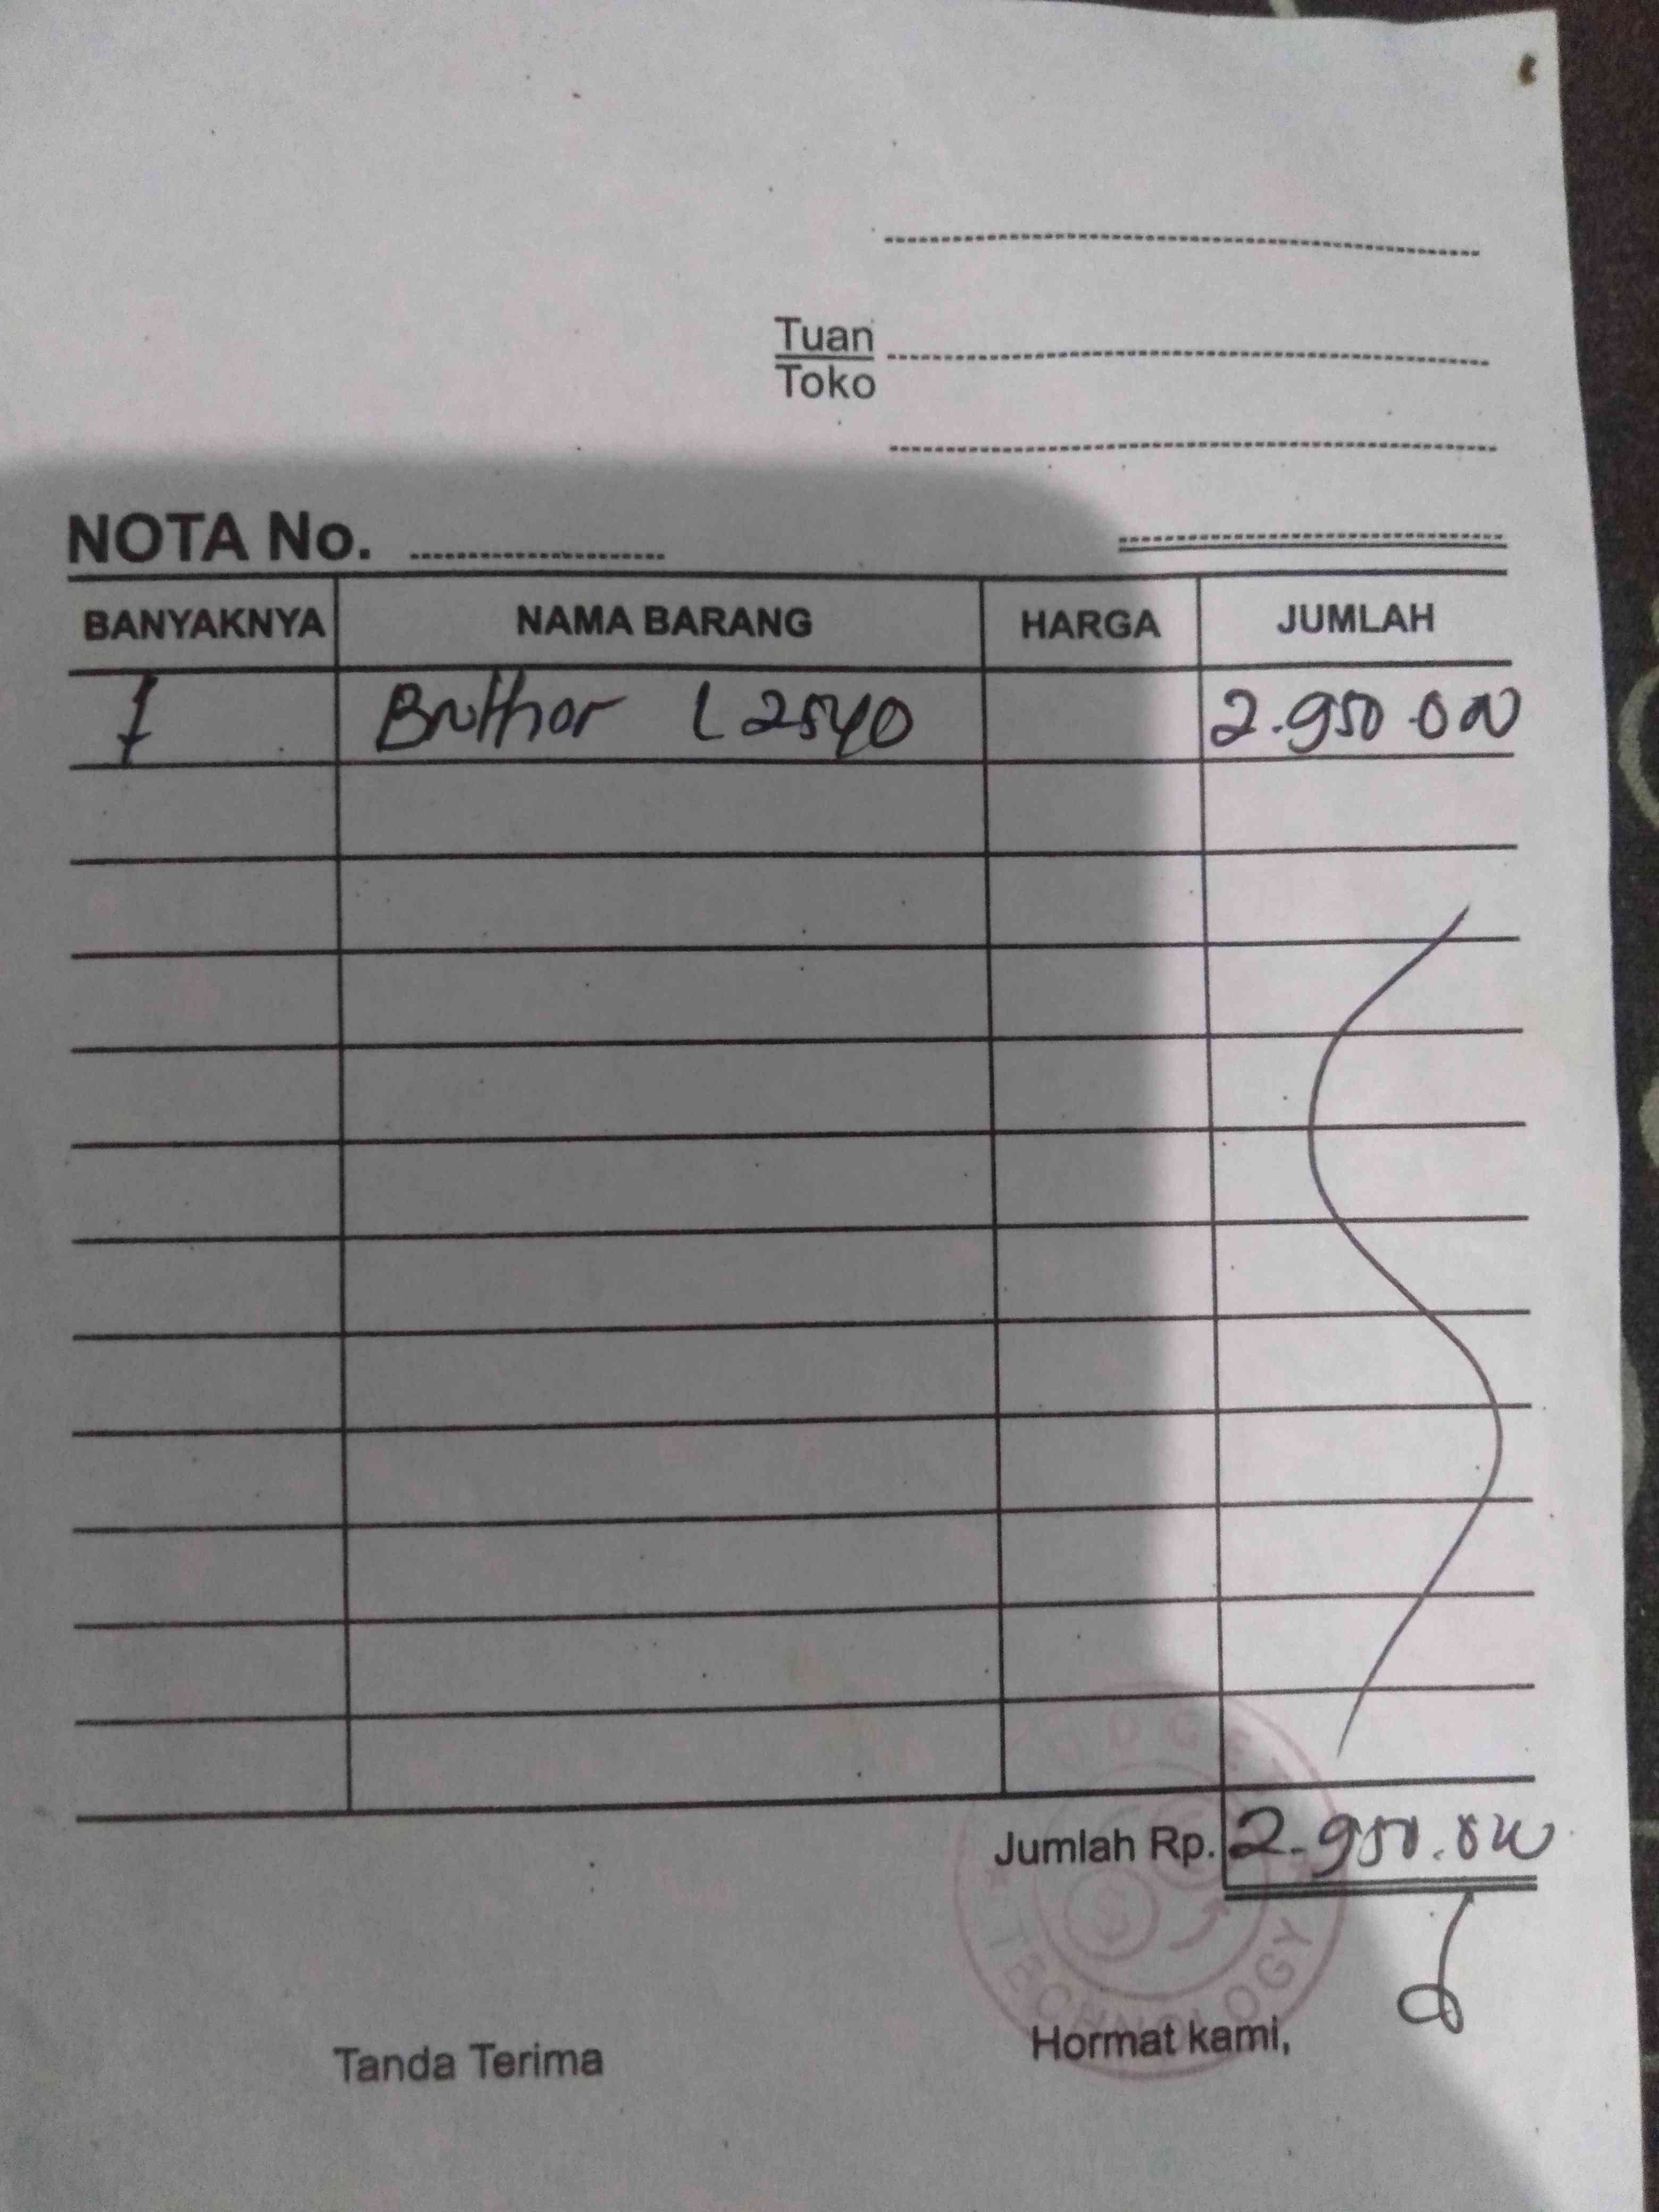 Tuan
Toko
NOTA No.
BANYAKNYA NAMA BARANG HARGA JUMLAH
1 Brother L2540 2.950.000
Jumlah Rp. 2.950.000
TECHNOLOGY
Tanda Terima Hormat kami,